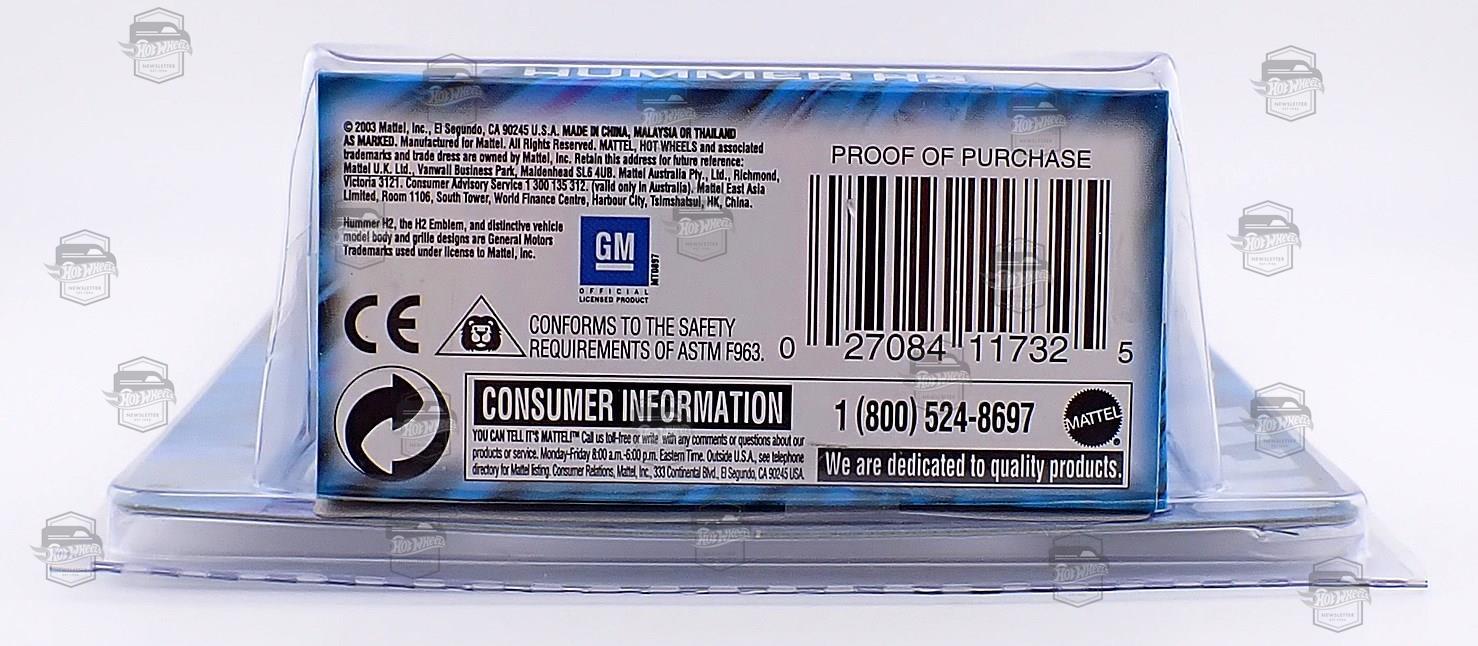 HUMMER H2
© 2003 Mattel, Inc., El Segundo, CA 90245 U.S.A. MADE IN CHINA, MALAYSIA OR THAILAND
AS MARKED. Manufactured for Mattel. All Rights Reserved. MATTEL, HOT WHEELS and associated
trademarks and trade dress are owned by Mattel, Inc. Retain this address for future reference:
Mattel U.K. Ltd., Vanwall Business Park, Maidenhead SL6 4UB. Mattel Australia Pty., Ltd., Richmond,
Victoria 3121. Consumer Advisory Service 1 300 135 312. (valid only in Australia). Mattel East Asia
Limited, Room 1106, South Tower, World Finance Centre, Harbour City, Tsimshatsui, HK, China.
Hummer H2, the H2 Emblem, and distinctive vehicle
model body and grille designs are General Motors
Trademarks used under license to Mattel, Inc.
GM
OFFICIAL
LICENSED PRODUCT
MT0897
CE
CONFORMS TO THE SAFETY
REQUIREMENTS OF ASTM F963.
PROOF OF PURCHASE
0 27084 11732 5
CONSUMER INFORMATION
YOU CAN TELL IT'S MATTEL!™ Call us toll-free or write with any comments or questions about our
products or service. Monday-Friday 8:00 a.m.-6:00 p.m. Eastern Time. Outside U.S.A., see telephone
directory for Mattel listing. Consumer Relations, Mattel, Inc., 333 Continental Blvd., El Segundo, CA 90245 USA.
1 (800) 524-8697
MATTEL
We are dedicated to quality products.
HOT WHEELS
NEWSLETTER